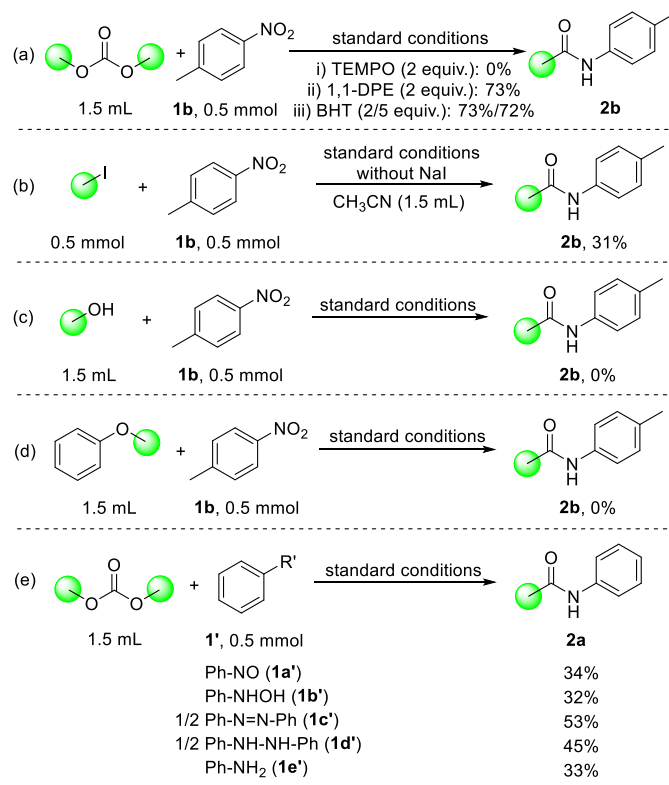 (a)
O
O
O
+
NO2
standard conditions
i) TEMPO (2 equiv.): 0%
ii) 1,1-DPE (2 equiv.): 73%
iii) BHT (2/5 equiv.): 73%/72%
O
N
H
1.5 mL
1b, 0.5 mmol
2b
(b)
I
+
NO2
standard conditions
without NaI
CH3CN (1.5 mL)
O
N
H
0.5 mmol
1b, 0.5 mmol
2b, 31%
(c)
OH
+
NO2
standard conditions
O
N
H
1.5 mL
1b, 0.5 mmol
2b, 0%
(d)
O
+
NO2
standard conditions
O
N
H
1.5 mL
1b, 0.5 mmol
2b, 0%
(e)
O
O
O
+
R'
standard conditions
O
N
H
1.5 mL
1', 0.5 mmol
2a
Ph-NO (1a') 34%
Ph-NHOH (1b') 32%
1/2 Ph-N=N-Ph (1c') 53%
1/2 Ph-NH-NH-Ph (1d') 45%
Ph-NH2 (1e') 33%